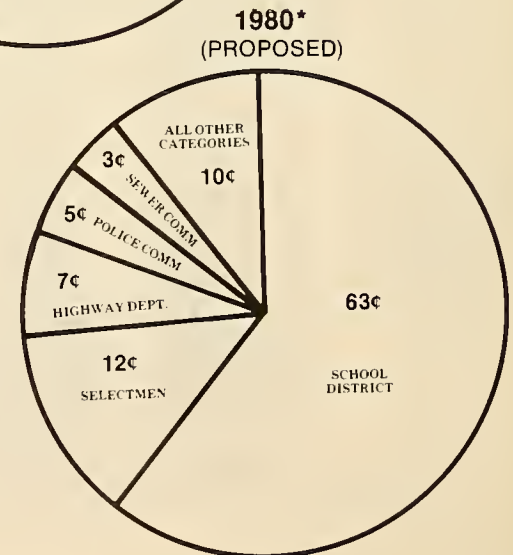 1980*
(PROPOSED)
ALL OTHER
CATEGORIES
10¢
3¢
SEWER COMM
5¢ POLICE COMM
7¢
HIGHWAY DEPT.
12¢
SELECTMEN
63¢
SCHOOL
DISTRICT